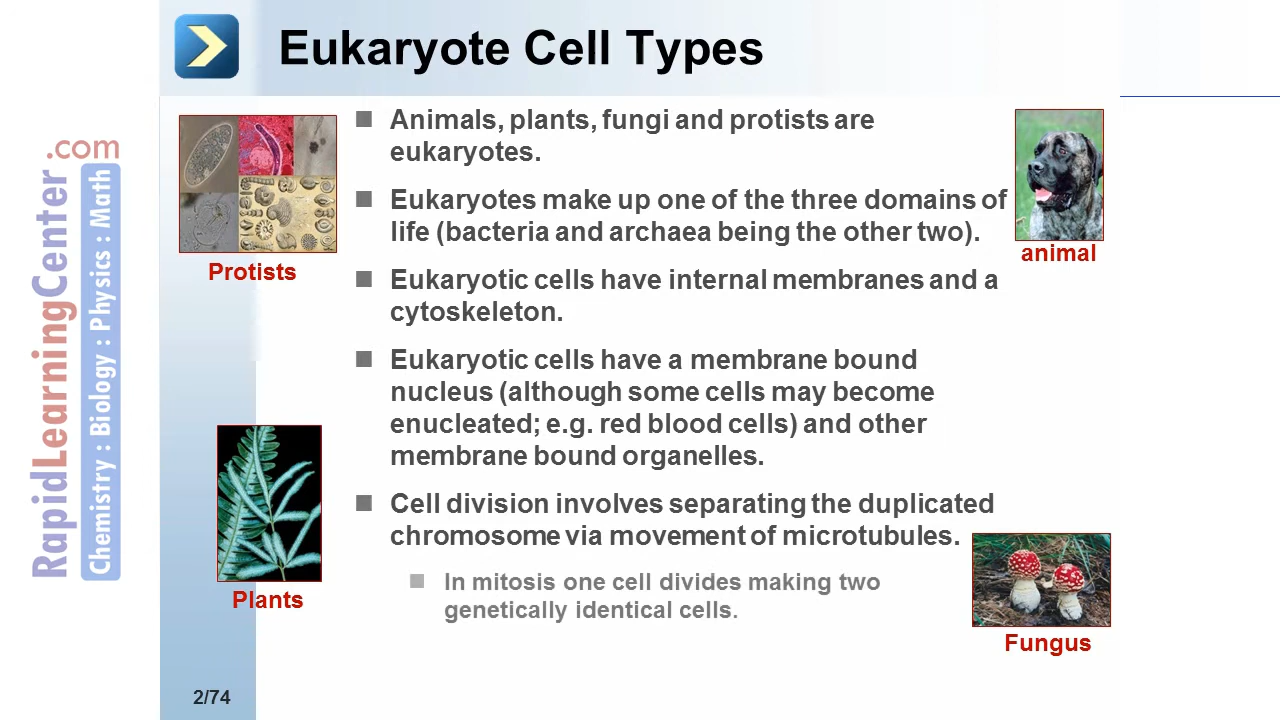 Eukaryote Cell Types
Animals, plants, fungi and protists are
eukaryotes.
Eukaryotes make up one of the three domains of
life (bacteria and archaea being the other two).
Eukaryotic cells have internal membranes and a
cytoskeleton.
Eukaryotic cells have a membrane bound
nucleus (although some cells may become
enucleated; e.g. red blood cells) and other
membrane bound organelles.
Cell division involves separating the duplicated
chromosome via movement of microtubules.
In mitosis one cell divides making two
genetically identical cells.
Protists
animal
Plants
Fungus
2/74
RapidLearningCenter.com
Chemistry : Biology : Physics : Math